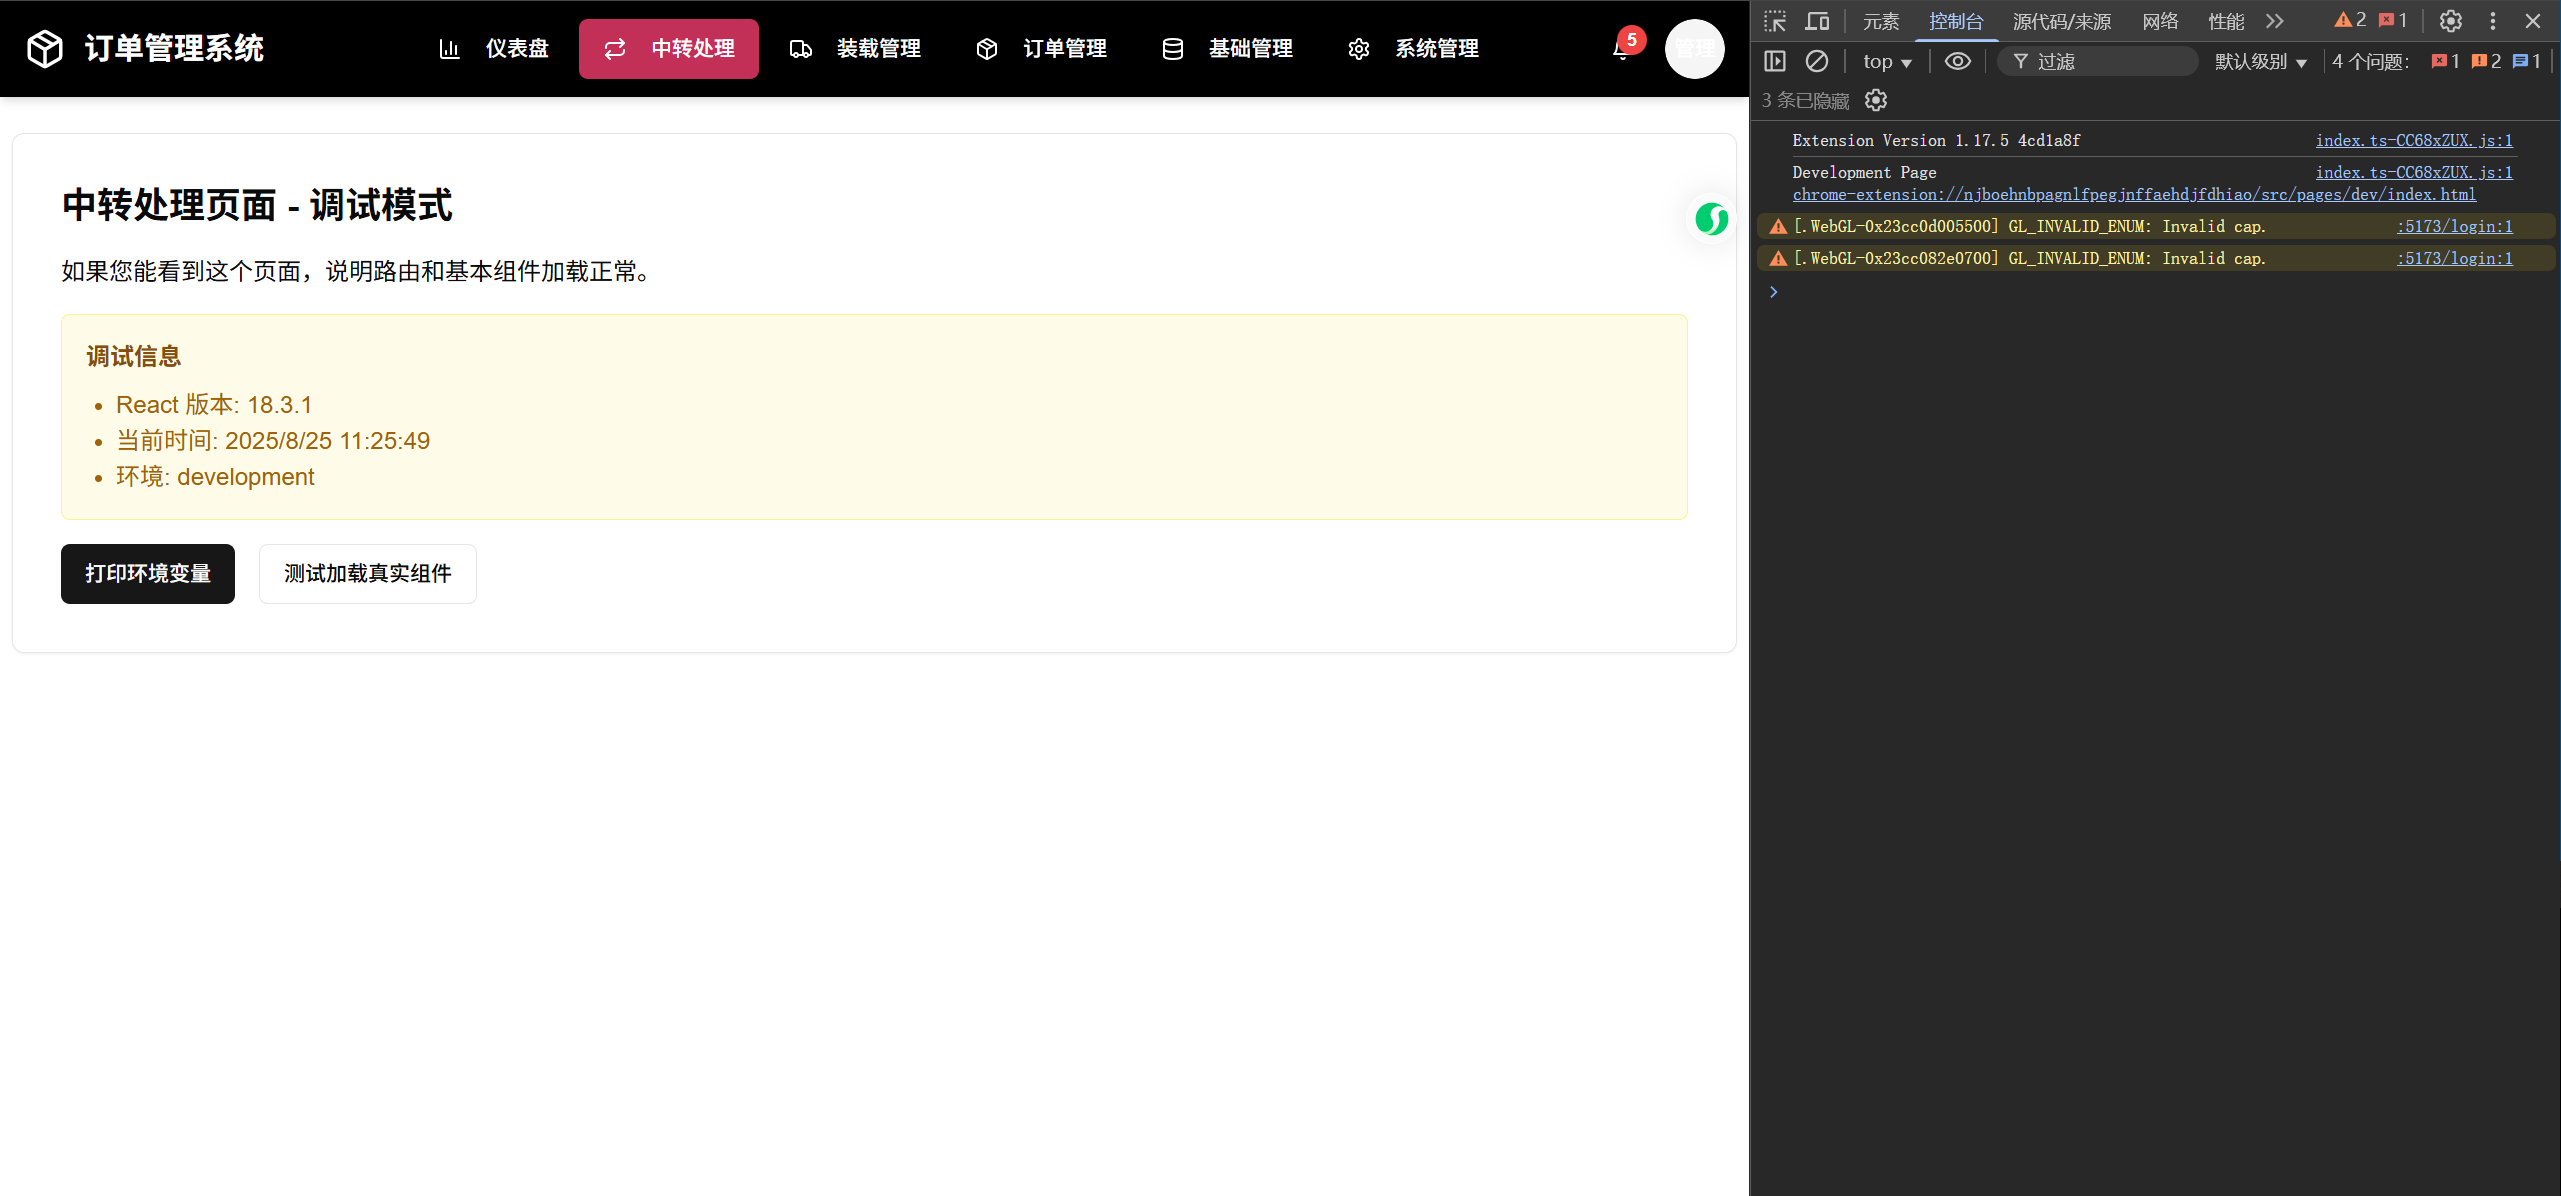 订单管理系统 仪表盘 中转处理 装载管理 订单管理 基础管理 系统管理 5 管理
中转处理页面 - 调试模式
如果您能看到这个页面，说明路由和基本组件加载正常。
调试信息
React 版本: 18.3.1
当前时间: 2025/8/25 11:25:49
环境: development
打印环境变量 测试加载真实组件
元素 控制台 源代码/来源 网络 性能 2 1
top 过滤 默认级别 4 个问题: 1 2 1
3 条已隐藏
Extension Version 1.17.5 4cd1a8f index.ts-CC68xZUX.js:1
Development Page index.ts-CC68xZUX.js:1
chrome-extension://njboehnbpagnlfpegjnffaehdjfdhiao/src/pages/dev/index.html
[.WebGL-0x23cc0d005500] GL_INVALID_ENUM: Invalid cap. :5173/login:1
[.WebGL-0x23cc082e0700] GL_INVALID_ENUM: Invalid cap. :5173/login:1